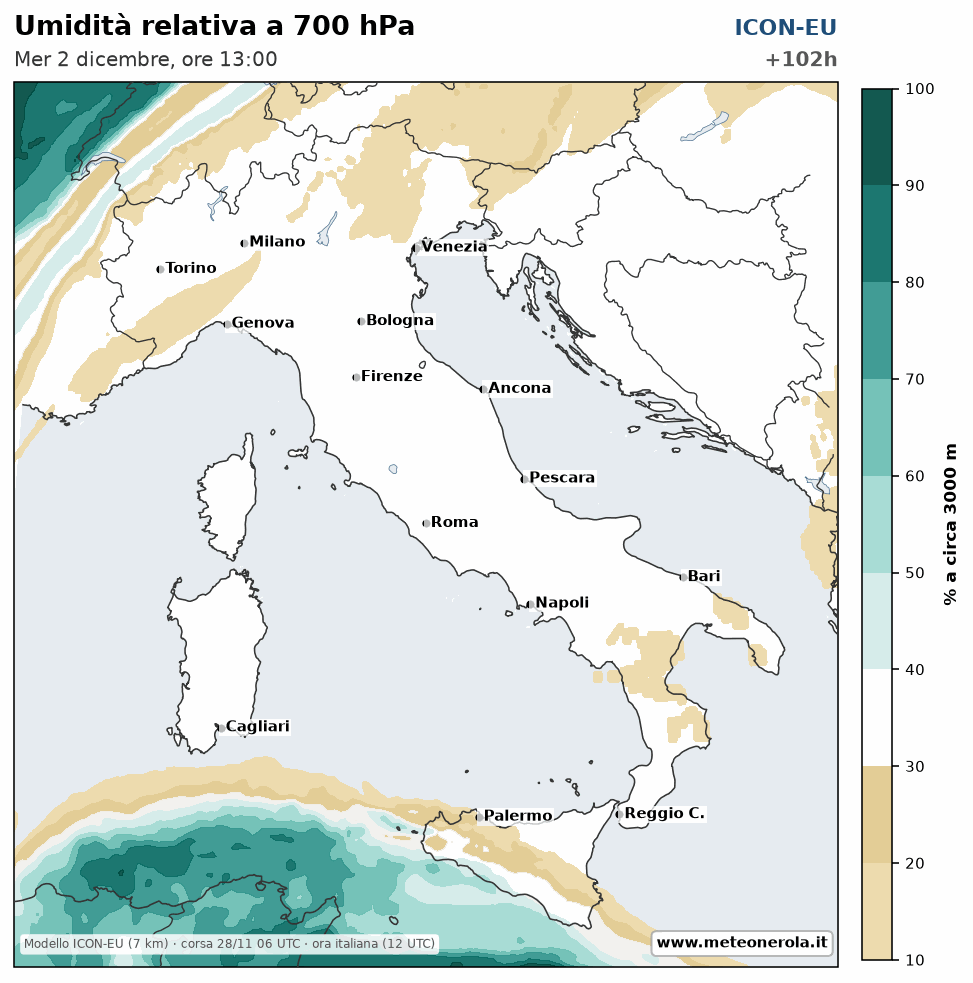 Umidità relativa a 700 hPa
ICON-EU
Mer 2 dicembre, ore 13:00
+102h
100
90
80
70
60
50
40
30
20
10
% a circa 3000 m
Milano
Venezia
Torino
Genova
Bologna
Firenze
Ancona
Pescara
Roma
Bari
Napoli
Cagliari
Palermo
Reggio C.
Modello ICON-EU (7 km) · corsa 28/11 06 UTC · ora italiana (12 UTC)
www.meteonerola.it